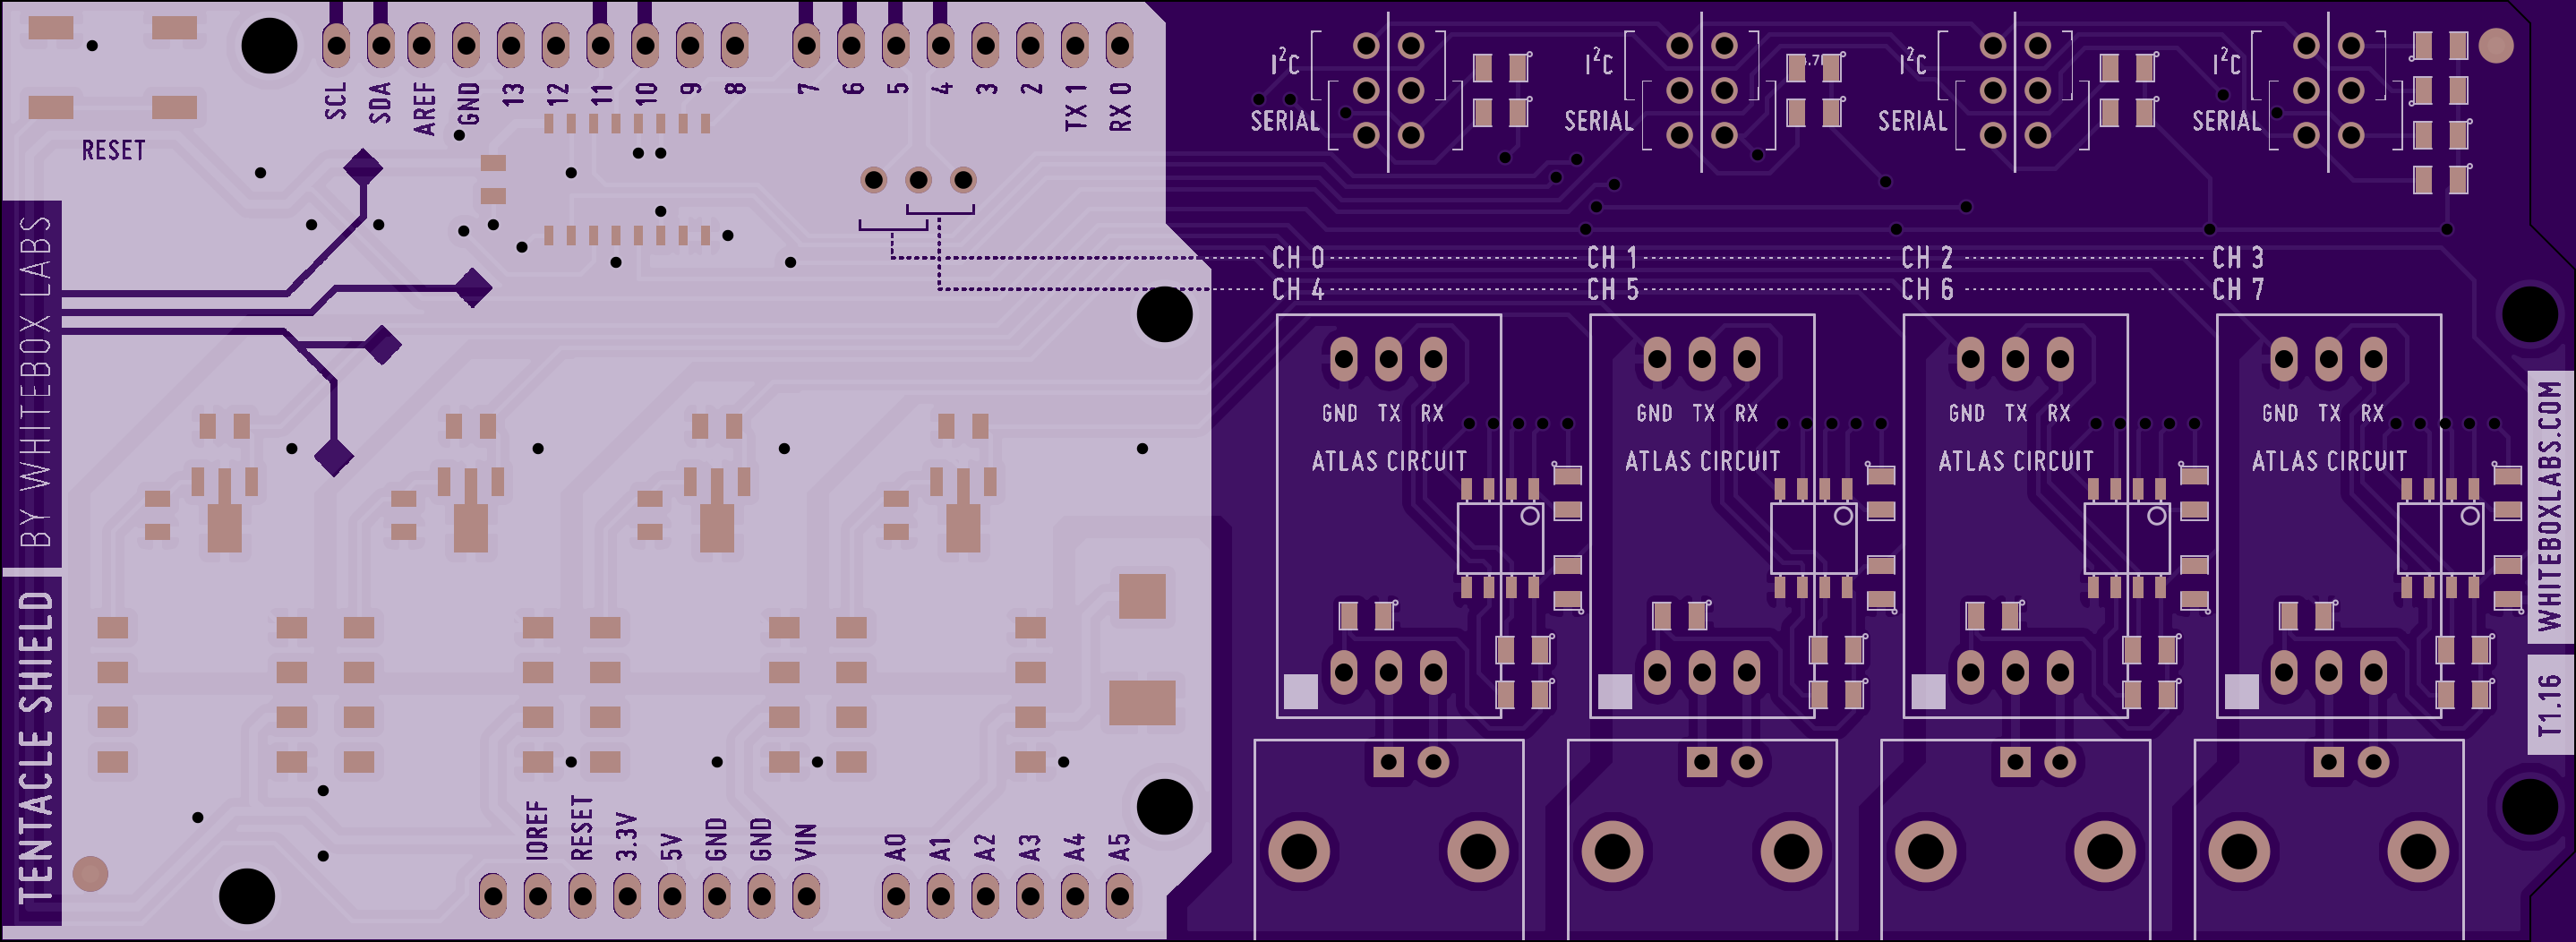 SCL SDA AREF GND 13 12 11 10 9 8 7 6 5 4 3 2 TX 1 RX 0
RESET
I²C I²C I²C I²C
SERIAL SERIAL SERIAL SERIAL
CH 0 CH 1 CH 2 CH 3
CH 4 CH 5 CH 6 CH 7
GND TX RX GND TX RX GND TX RX GND TX RX
ATLAS CIRCUIT ATLAS CIRCUIT ATLAS CIRCUIT ATLAS CIRCUIT
BY WHITEBOX LABS
TENTACLE SHIELD
WHITEBOXLABS.COM
T1.16
IOREF RESET 3.3V 5V GND GND VIN A0 A1 A2 A3 A4 A5